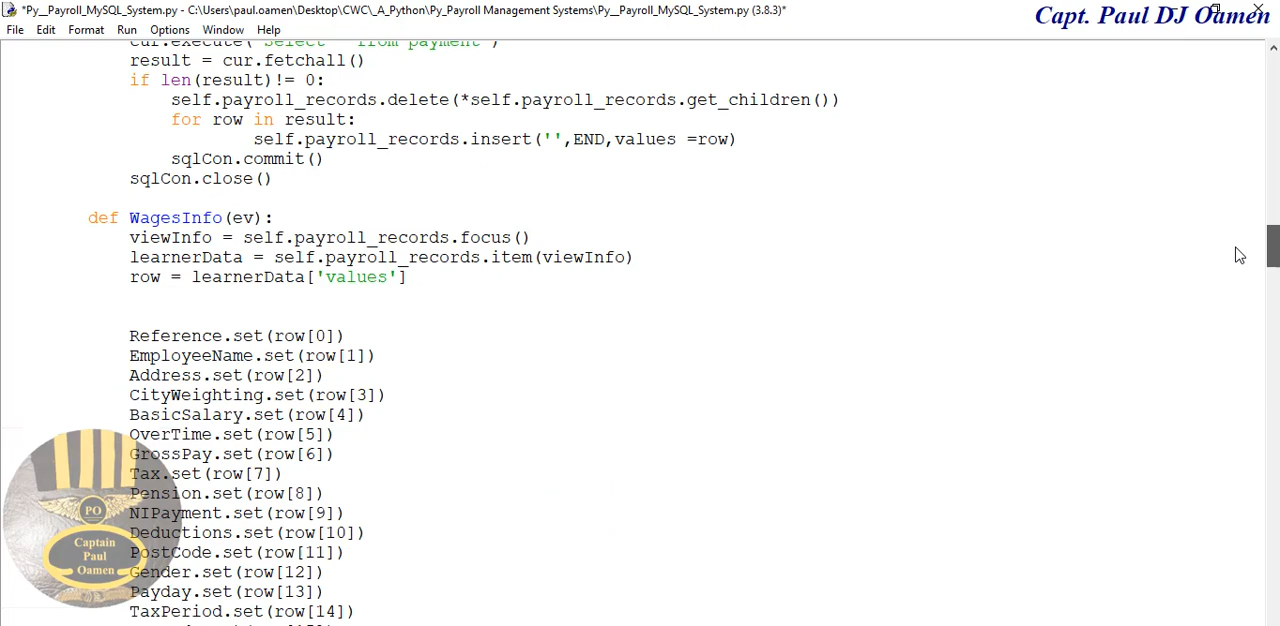 *Py__Payroll_MySQL_System.py - C:\Users\paul.oamen\Desktop\CWC\_A_Python\Py_Payroll Management Systems\Py__Payroll_MySQL_System.py (3.8.3)*
Capt. Paul DJ Oamen
File Edit Format Run Options Window Help
cur.execute("Select * from payment")
result = cur.fetchall()
if len(result)!= 0:
self.payroll_records.delete(*self.payroll_records.get_children())
for row in result:
self.payroll_records.insert('',END,values =row)
sqlCon.commit()
sqlCon.close()
def WagesInfo(ev):
viewInfo = self.payroll_records.focus()
learnerData = self.payroll_records.item(viewInfo)
row = learnerData['values']
Reference.set(row[0])
EmployeeName.set(row[1])
Address.set(row[2])
CityWeighting.set(row[3])
BasicSalary.set(row[4])
OverTime.set(row[5])
GrossPay.set(row[6])
Tax.set(row[7])
Pension.set(row[8])
NIPayment.set(row[9])
Deductions.set(row[10])
PostCode.set(row[11])
Gender.set(row[12])
Payday.set(row[13])
TaxPeriod.set(row[14])
PO
Captain
Paul
Oamen